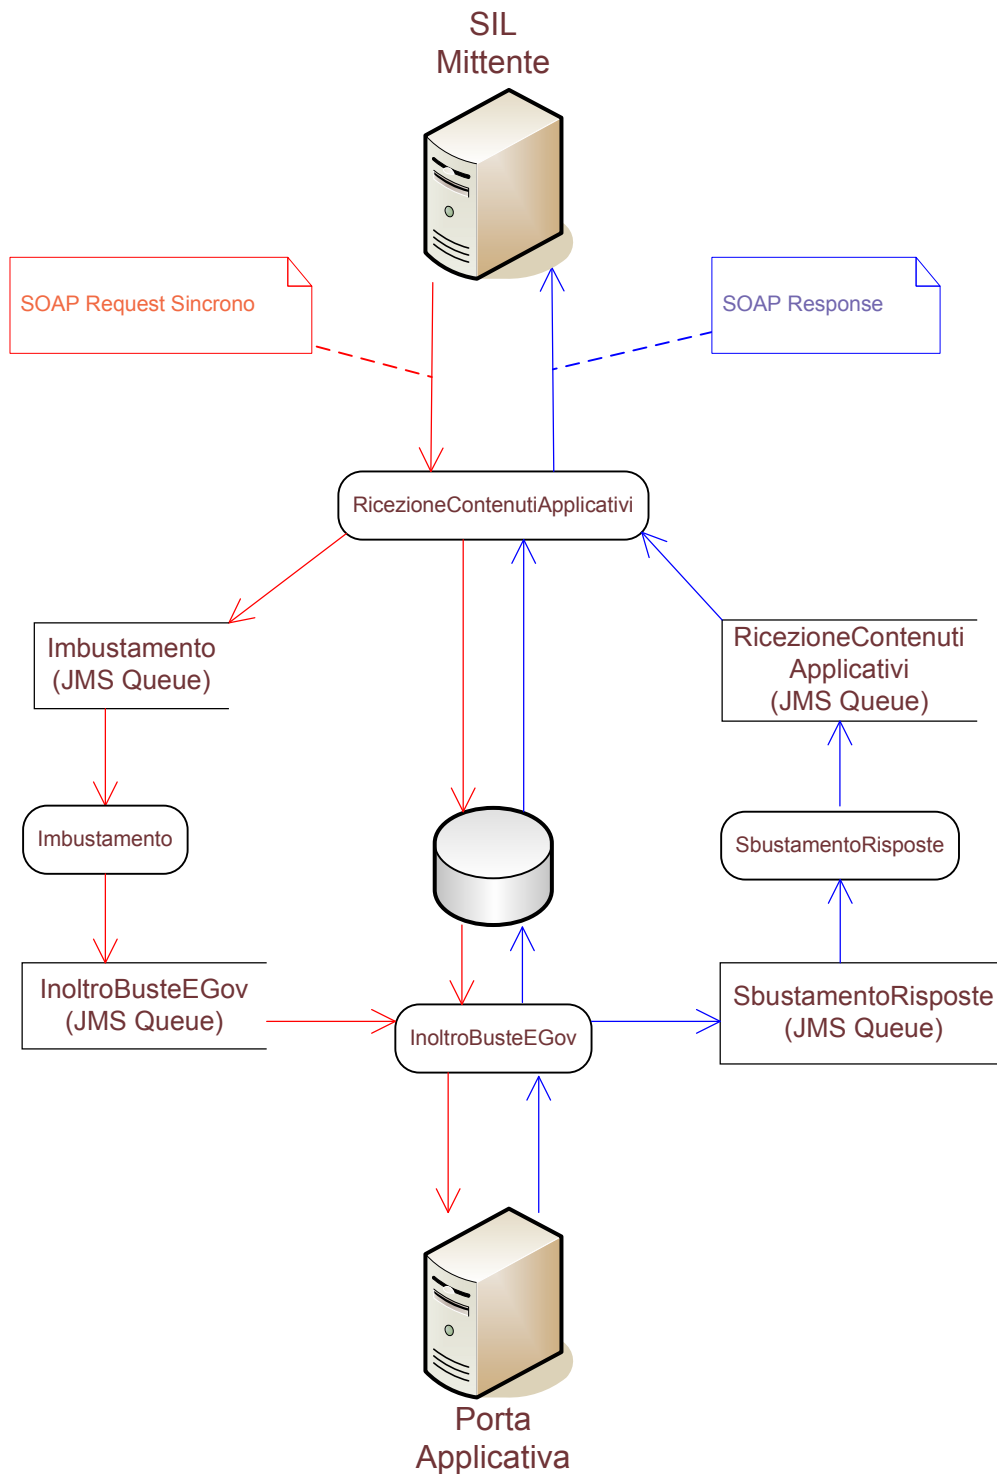 SIL
Mittente
SOAP Request Sincrono
SOAP Response
RicezioneContenutiApplicativi
Imbustamento
(JMS Queue)
RicezioneContenuti
Applicativi
(JMS Queue)
Imbustamento
SbustamentoRisposte
InoltroBusteEGov
(JMS Queue)
InoltroBusteEGov
SbustamentoRisposte
(JMS Queue)
Porta
Applicativa